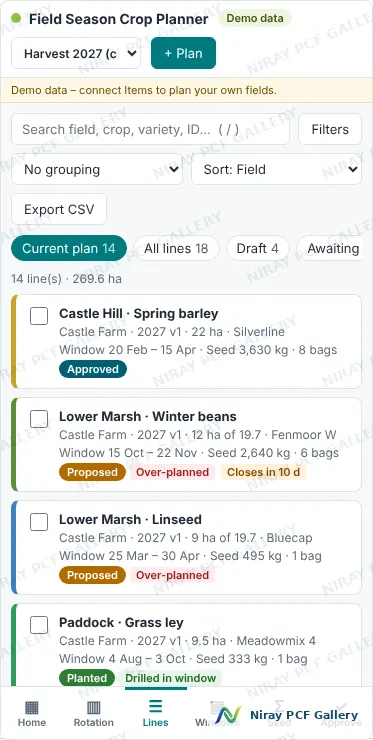 Field Season Crop Planner Demo data
Harvest 2027 (c + Plan
Demo data – connect Items to plan your own fields.
Search field, crop, variety, ID... ( / ) Filters
No grouping Sort: Field
Export CSV
Current plan 14 All lines 18 Draft 4 Awaiting
14 line(s) · 269.6 ha
Castle Hill · Spring barley
Castle Farm · 2027 v1 · 22 ha · Silverline
Window 20 Feb – 15 Apr · Seed 3,630 kg · 8 bags
Approved
Lower Marsh · Winter beans
Castle Farm · 2027 v1 · 12 ha of 19.7 · Fenmoor W
Window 15 Oct – 22 Nov · Seed 2,640 kg · 6 bags
Proposed Over-planned Closes in 10 d
Lower Marsh · Linseed
Castle Farm · 2027 v1 · 9 ha of 19.7 · Bluecap
Window 25 Mar – 30 Apr · Seed 495 kg · 1 bag
Proposed Over-planned
Paddock · Grass ley
Castle Farm · 2027 v1 · 9.5 ha · Meadowmix 4
Window 4 Aug – 3 Oct · Seed 333 kg · 1 bag
Planted Drilled in window
Home Rotation Lines Seed Approve
Niray PCF Gallery
NIRAY PCF GALLERY